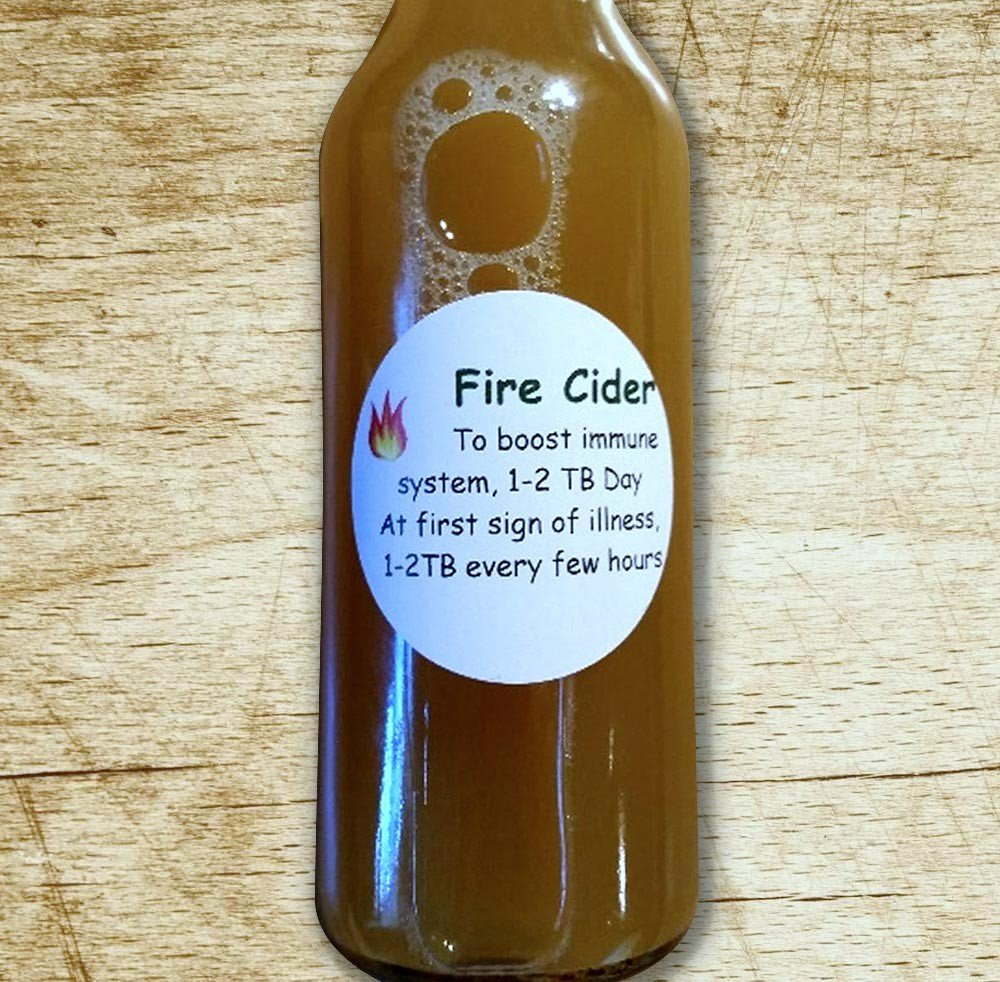 Fire Cider
To boost immune
system, 1-2 TB Day
At first sign of illness,
1-2TB every few hours